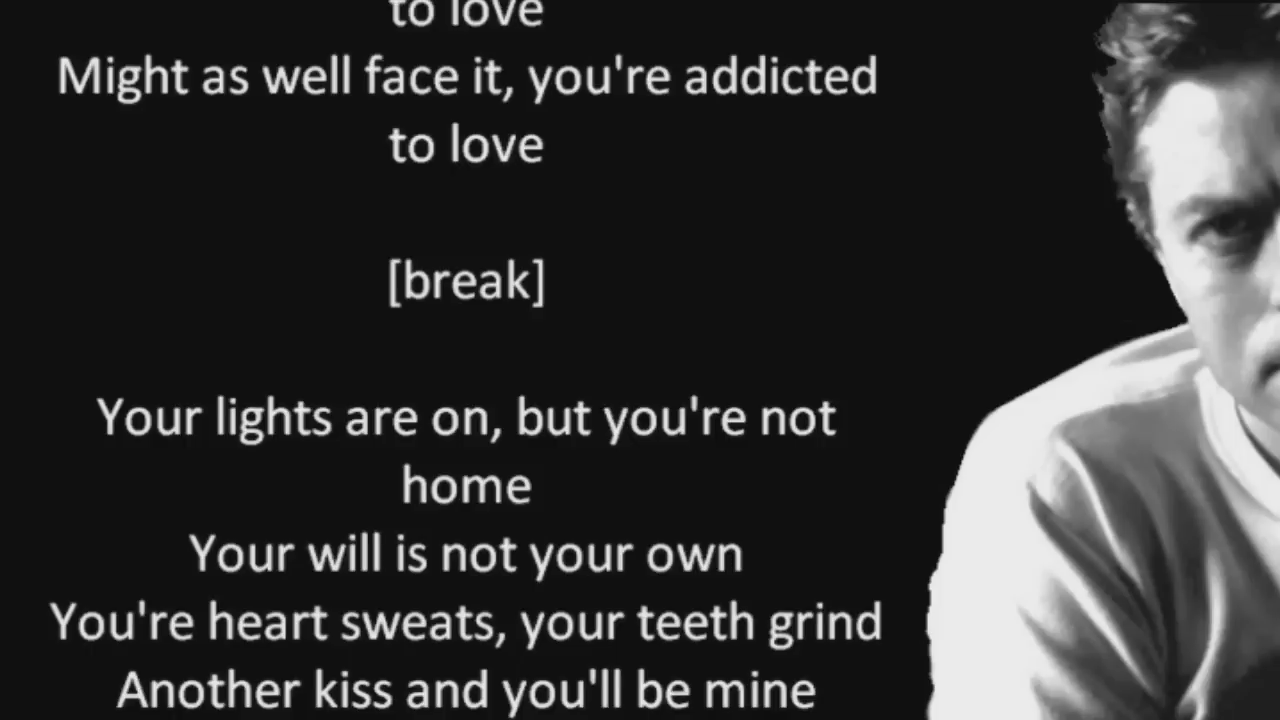 to love
Might as well face it, you're addicted
to love
[break]
Your lights are on, but you're not
home
Your will is not your own
You're heart sweats, your teeth grind
Another kiss and you'll be mine